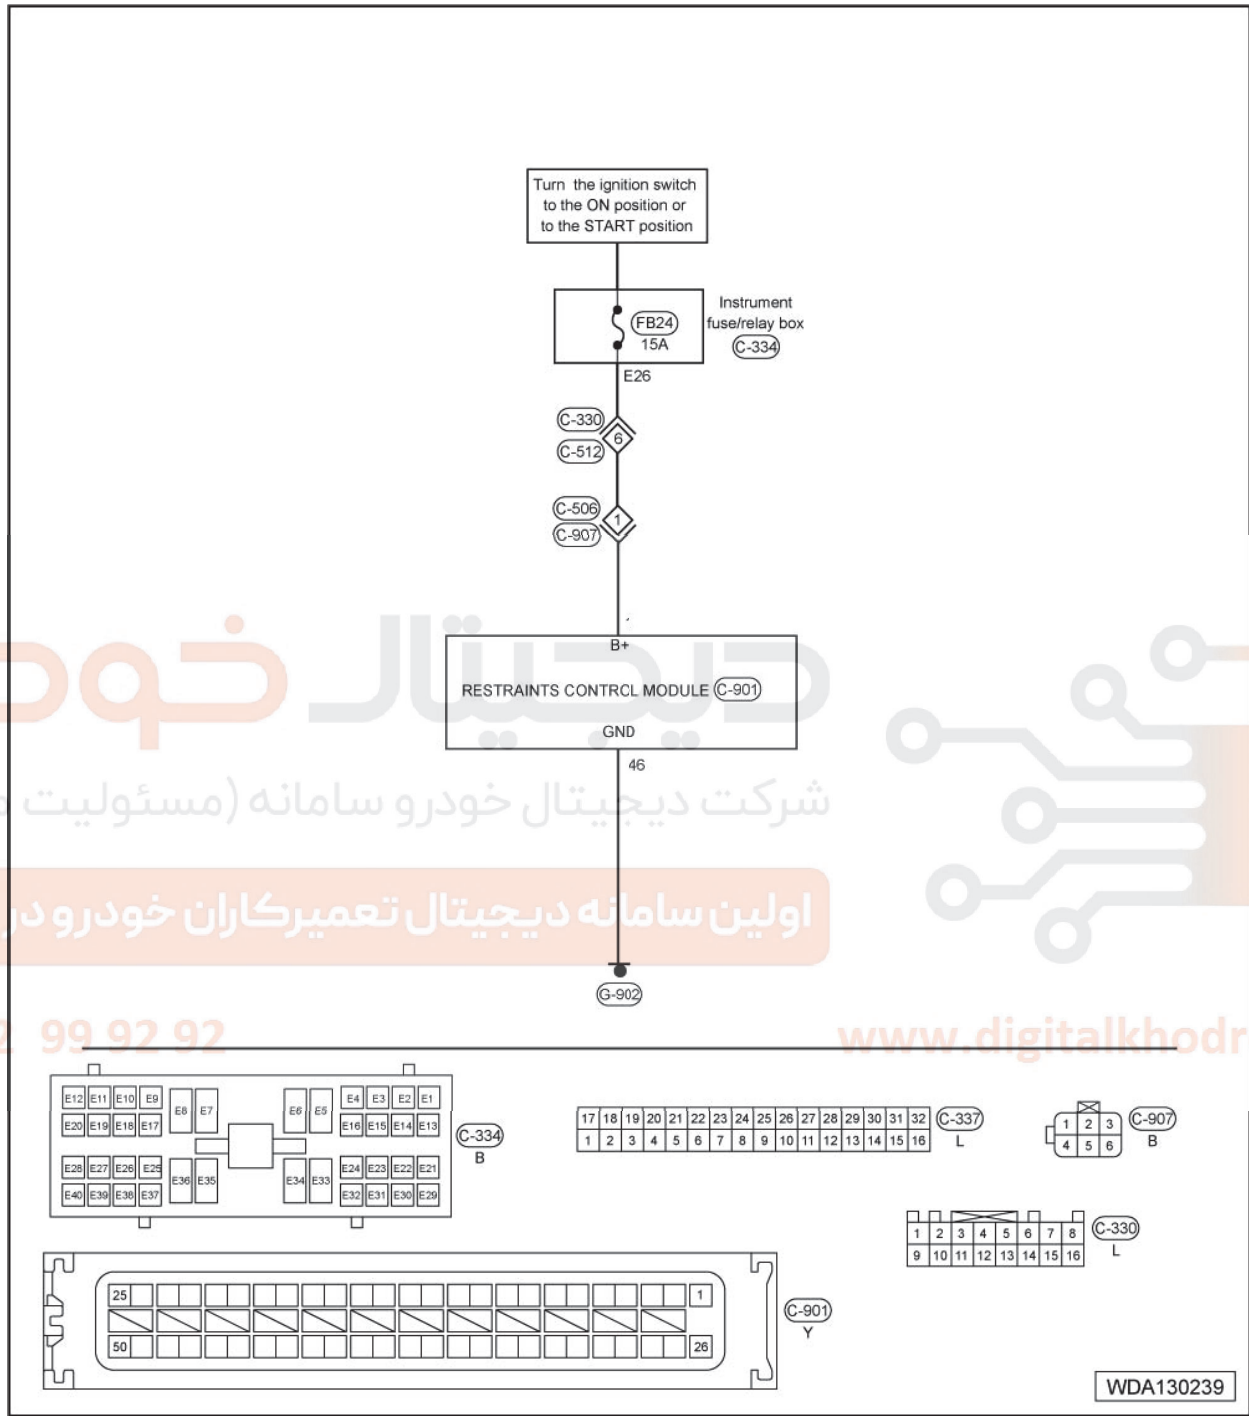 Turn the ignition switch
to the ON position or
to the START position
FB24
15A
Instrument
fuse/relay box
C-334
E26
C-330
6
C-512
C-506
1
C-907
B+
RESTRAINTS CONTROL MODULE C-901
GND
46
G-902
دیجیتال خود
شرکت دیجیتال خودرو سامانه (مسئولیت
اولین سامانه دیجیتال تعمیرکاران خودرو در
2 99 92 92
www.digitalkhodr
E12 E11 E10 E9 E8 E7 E6 E5 E4 E3 E2 E1
E20 E19 E18 E17 E16 E15 E14 E13
C-334
B
E28 E27 E26 E25 E36 E35 E34 E33 E24 E23 E22 E21
E40 E39 E38 E37 E32 E31 E30 E29
17 18 19 20 21 22 23 24 25 26 27 28 29 30 31 32
1 2 3 4 5 6 7 8 9 10 11 12 13 14 15 16
C-337
L
1 2 3
4 5 6
C-907
B
1 2 3 4 5 6 7 8
9 10 11 12 13 14 15 16
C-330
L
25 1
50 26
C-901
Y
WDA130239